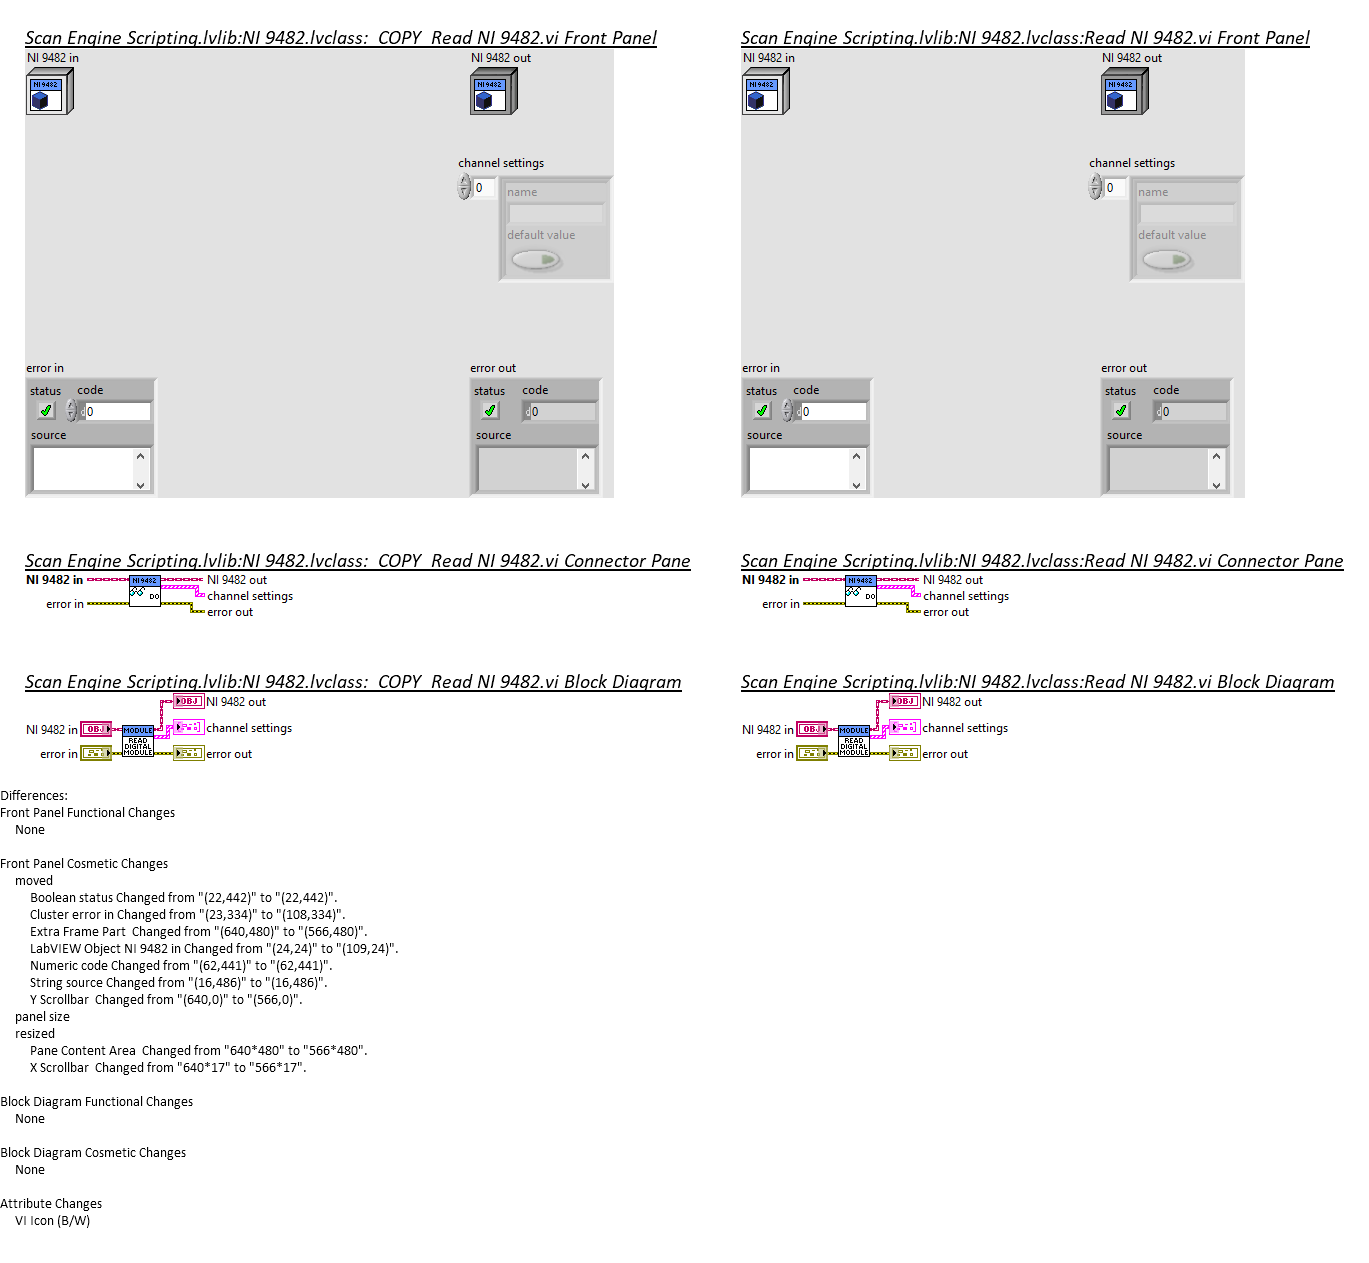 Scan Engine Scripting.lvlib:NI 9482.lvclass:  COPY  Read NI 9482.vi Front Panel
NI 9482 in
NI 9482 out
NI 9482
NI 9482
channel settings
0
name
default value
error in
error out
status code
status code
d 0
d 0
source
source
Scan Engine Scripting.lvlib:NI 9482.lvclass:Read NI 9482.vi Front Panel
NI 9482 in
NI 9482 out
NI 9482
NI 9482
channel settings
0
name
default value
error in
error out
status code
status code
d 0
d 0
source
source
Scan Engine Scripting.lvlib:NI 9482.lvclass:  COPY  Read NI 9482.vi Connector Pane
NI 9482 in
NI 9482
NI 9482 out
DO
channel settings
error in
error out
Scan Engine Scripting.lvlib:NI 9482.lvclass:Read NI 9482.vi Connector Pane
NI 9482 in
NI 9482
NI 9482 out
DO
channel settings
error in
error out
Scan Engine Scripting.lvlib:NI 9482.lvclass:  COPY  Read NI 9482.vi Block Diagram
OBJ NI 9482 out
NI 9482 in OBJ
MODULE
READ
DIGITAL
MODULE
channel settings
error in
error out
Scan Engine Scripting.lvlib:NI 9482.lvclass:Read NI 9482.vi Block Diagram
OBJ NI 9482 out
NI 9482 in OBJ
MODULE
READ
DIGITAL
MODULE
channel settings
error in
error out
Differences:
Front Panel Functional Changes
None
Front Panel Cosmetic Changes
moved
Boolean status Changed from "(22,442)" to "(22,442)".
Cluster error in Changed from "(23,334)" to "(108,334)".
Extra Frame Part  Changed from "(640,480)" to "(566,480)".
LabVIEW Object NI 9482 in Changed from "(24,24)" to "(109,24)".
Numeric code Changed from "(62,441)" to "(62,441)".
String source Changed from "(16,486)" to "(16,486)".
Y Scrollbar  Changed from "(640,0)" to "(566,0)".
panel size
resized
Pane Content Area  Changed from "640*480" to "566*480".
X Scrollbar  Changed from "640*17" to "566*17".
Block Diagram Functional Changes
None
Block Diagram Cosmetic Changes
None
Attribute Changes
VI Icon (B/W)